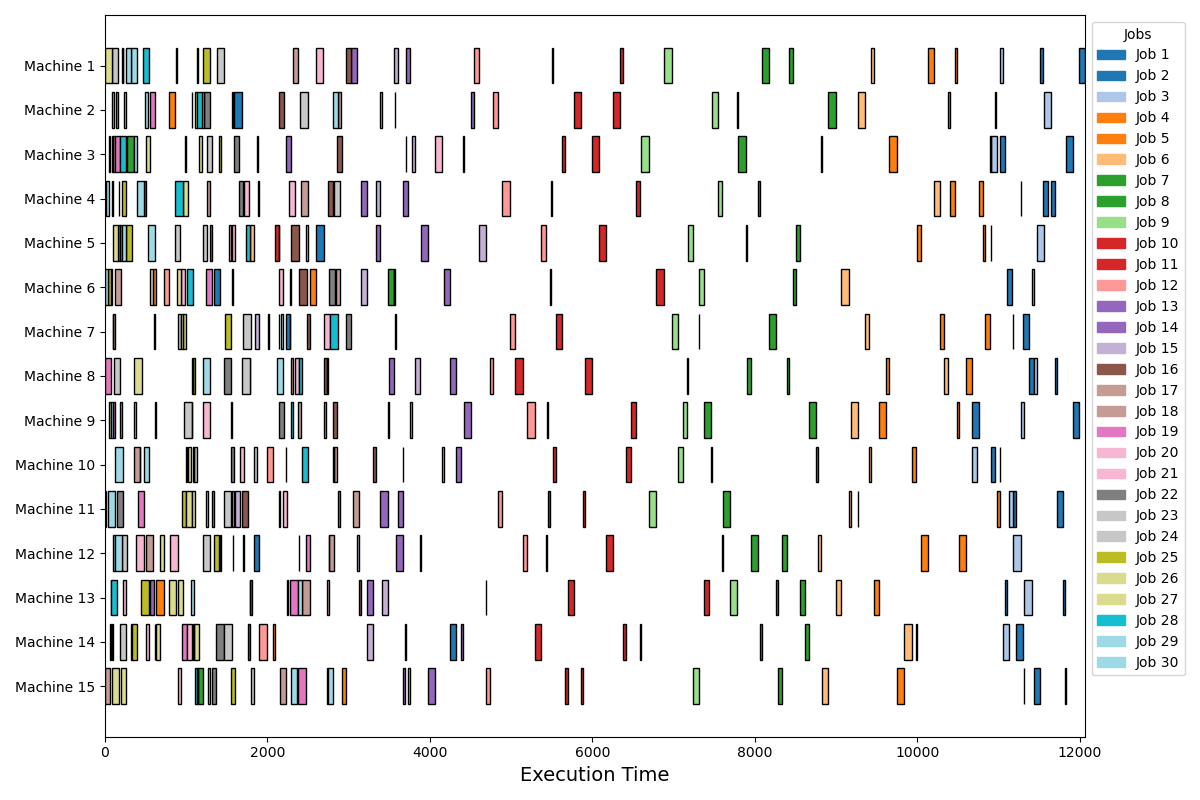 Machine 1
Machine 2
Machine 3
Machine 4
Machine 5
Machine 6
Machine 7
Machine 8
Machine 9
Machine 10
Machine 11
Machine 12
Machine 13
Machine 14
Machine 15
0 2000 4000 6000 8000 10000 12000
Execution Time
Jobs
Job 1
Job 2
Job 3
Job 4
Job 5
Job 6
Job 7
Job 8
Job 9
Job 10
Job 11
Job 12
Job 13
Job 14
Job 15
Job 16
Job 17
Job 18
Job 19
Job 20
Job 21
Job 22
Job 23
Job 24
Job 25
Job 26
Job 27
Job 28
Job 29
Job 30